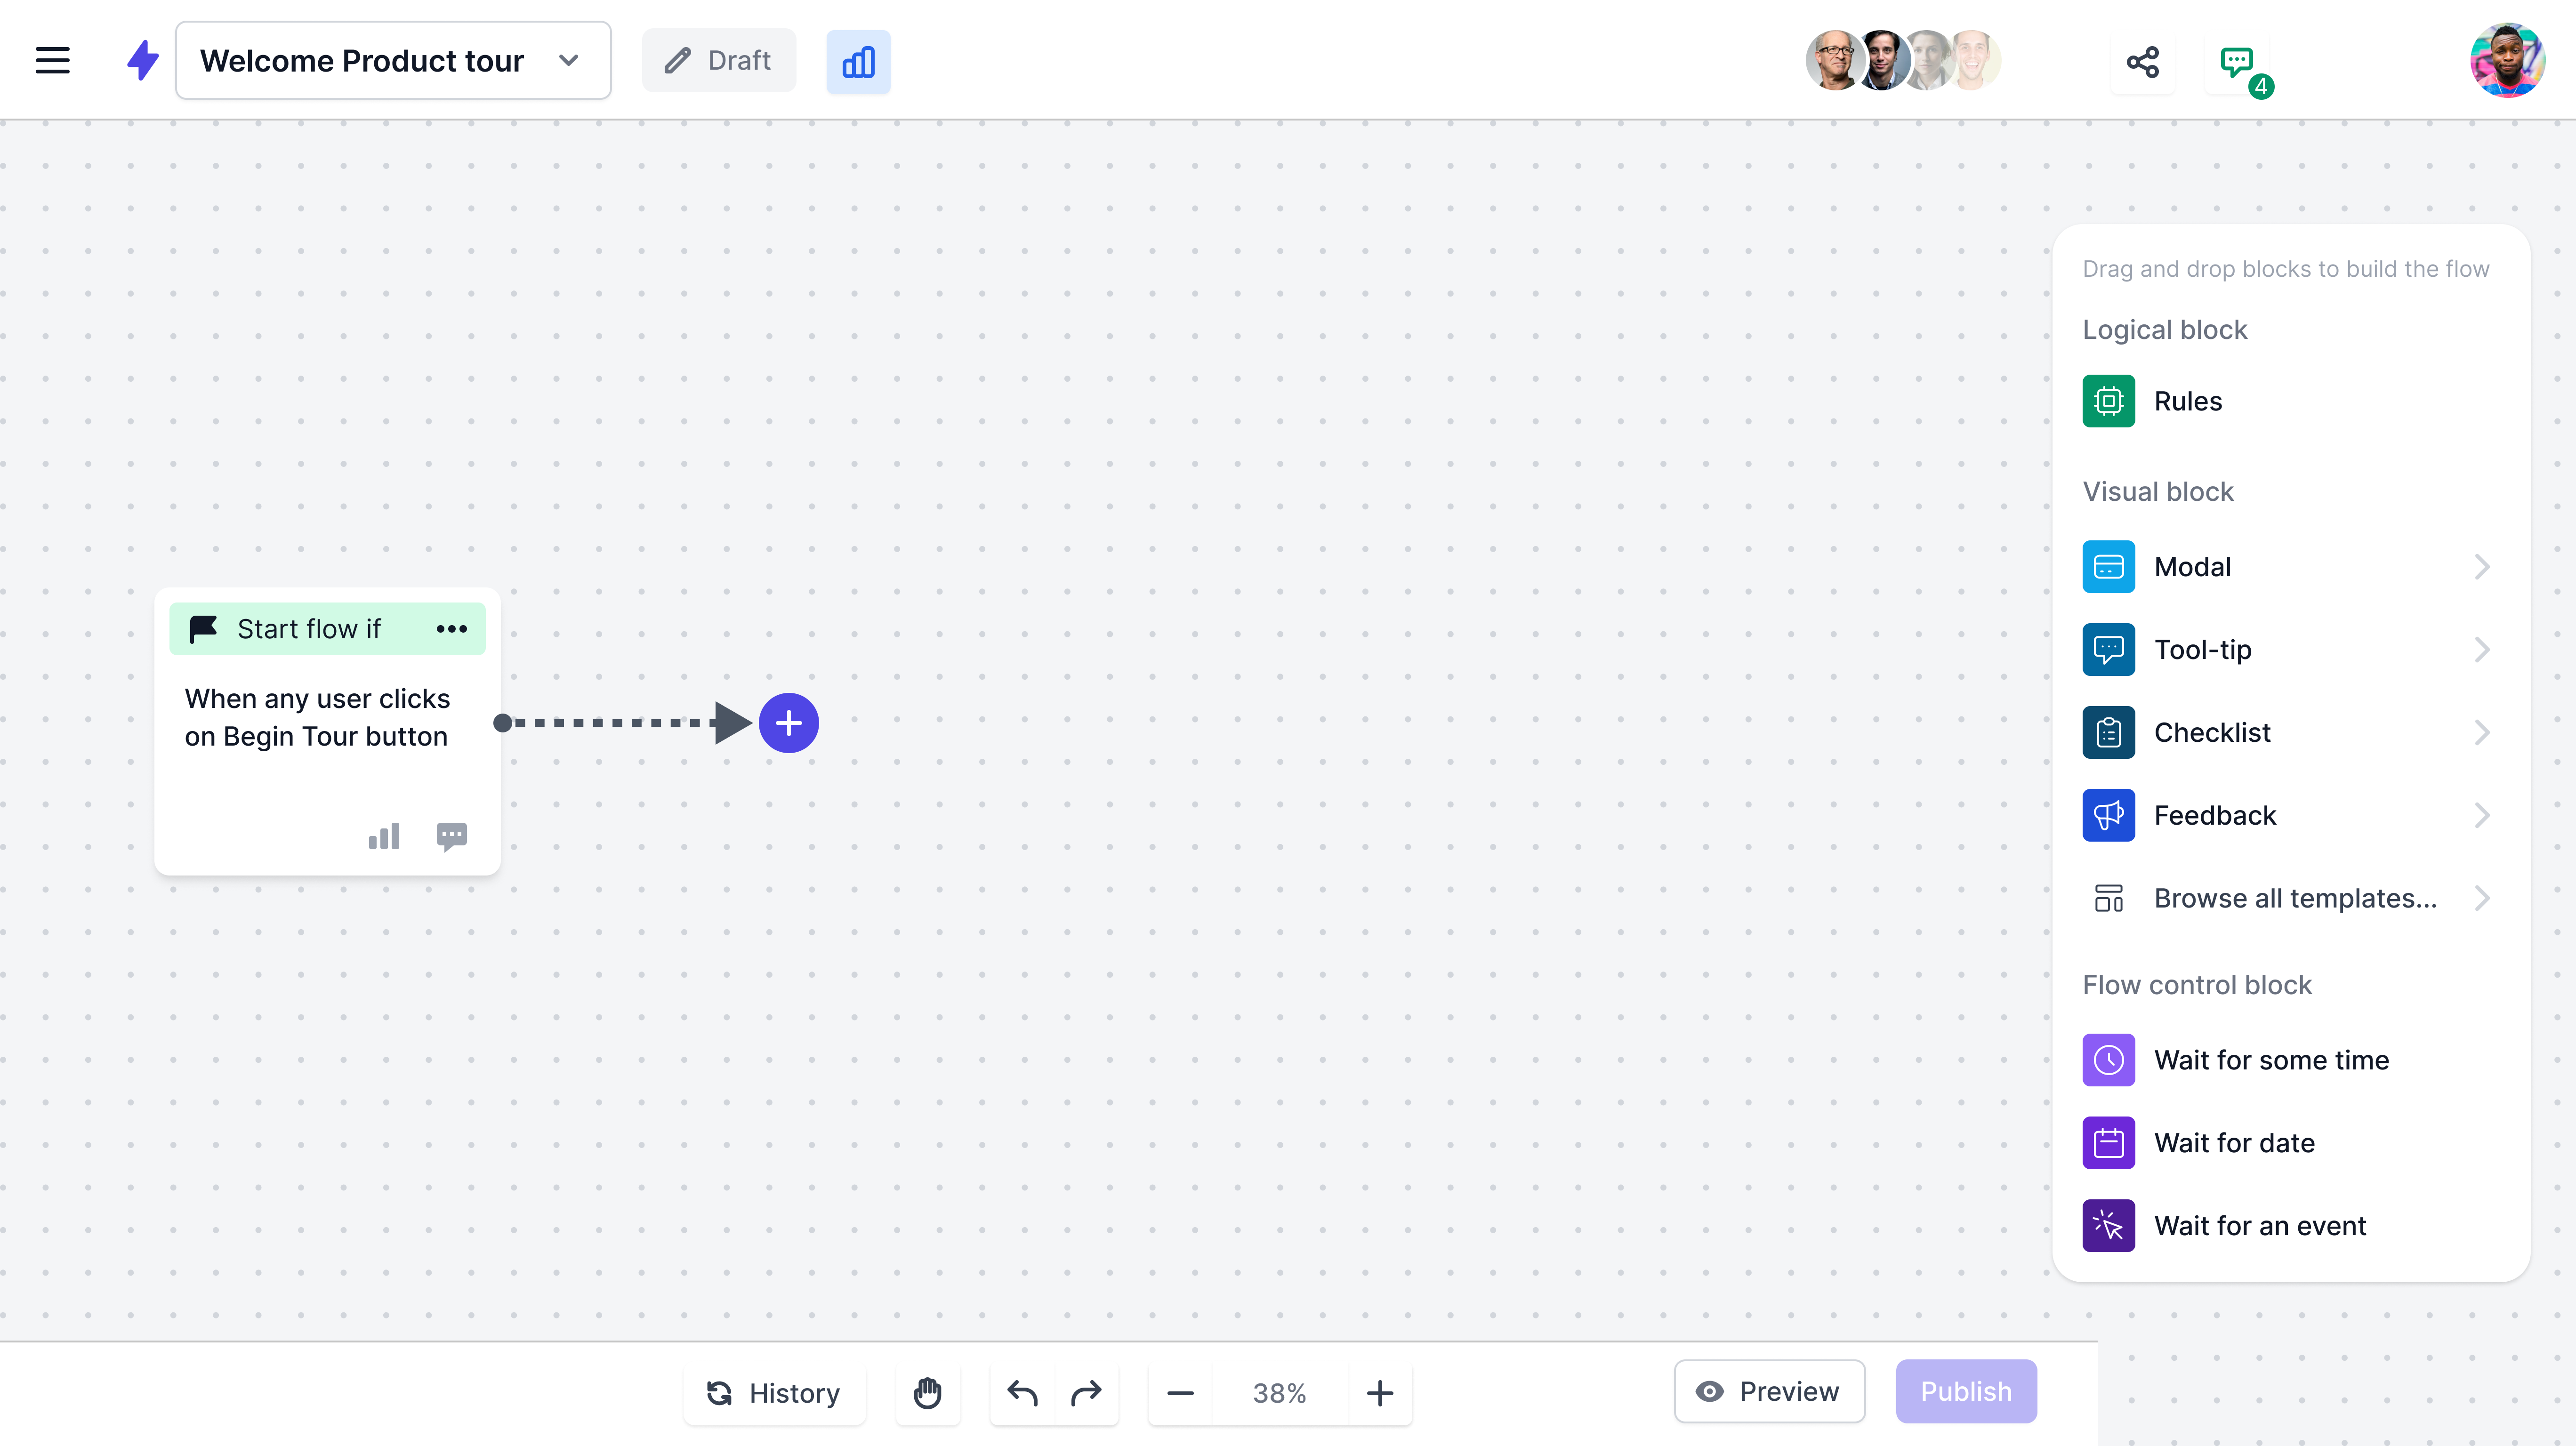 Welcome Product tour
Draft
4
Drag and drop blocks to build the flow
Logical block
Rules
Visual block
Modal
Tool-tip
Checklist
Feedback
Browse all templates...
Flow control block
Wait for some time
Wait for date
Wait for an event
Start flow if
When any user clicks
on Begin Tour button
History
38%
Preview
Publish